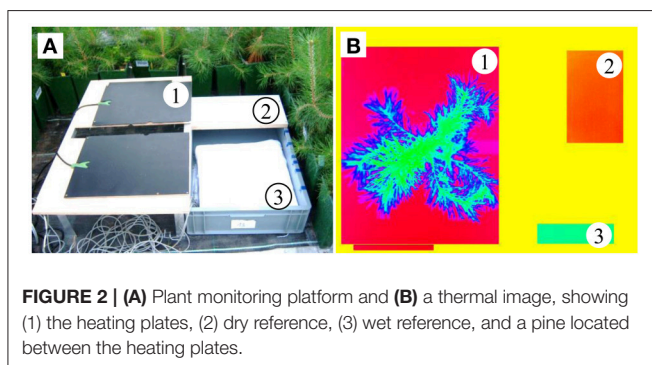 A
B
1
1
2
2
3
3
FIGURE 2 | (A) Plant monitoring platform and (B) a thermal image, showing
(1) the heating plates, (2) dry reference, (3) wet reference, and a pine located
between the heating plates.